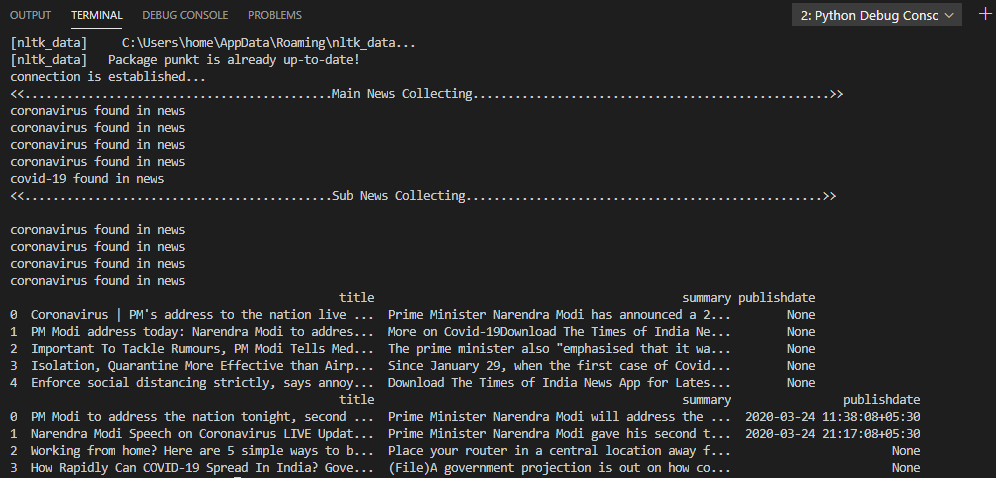 OUTPUT TERMINAL DEBUG CONSOLE PROBLEMS 2: Python Debug Consc
[nltk_data]     C:\Users\home\AppData\Roaming\nltk_data...
[nltk_data]   Package punkt is already up-to-date!
connection is established...
<<.........................................Main News Collecting...............................................>>
coronavirus found in news
coronavirus found in news
coronavirus found in news
coronavirus found in news
covid-19 found in news
<<.........................................Sub News Collecting...............................................>>
coronavirus found in news
coronavirus found in news
coronavirus found in news
coronavirus found in news
title summary publishdate
0  Coronavirus | PM's address to the nation live ...  Prime Minister Narendra Modi has announced a 2...        None
1  PM Modi address today: Narendra Modi to addres...  More on Covid-19Download The Times of India Ne...        None
2  Important To Tackle Rumours, PM Modi Tells Med...  The prime minister also "emphasised that it wa...        None
3  Isolation, Quarantine More Effective than Airp...  Since January 29, when the first case of Covid...        None
4  Enforce social distancing strictly, says annoy...  Download The Times of India News App for Lates...        None
title summary publishdate
0  PM Modi to address the nation tonight, second ...  Prime Minister Narendra Modi will address the ...  2020-03-24 11:38:08+05:30
1  Narendra Modi Speech on Coronavirus LIVE Updat...  Prime Minister Narendra Modi gave his second t...  2020-03-24 21:17:08+05:30
2  Working from home? Here are 5 simple ways to b...  Place your router in a central location away f...                       None
3  How Rapidly Can COVID-19 Spread In India? Gove...  (File)A government projection is out on how co...                       None